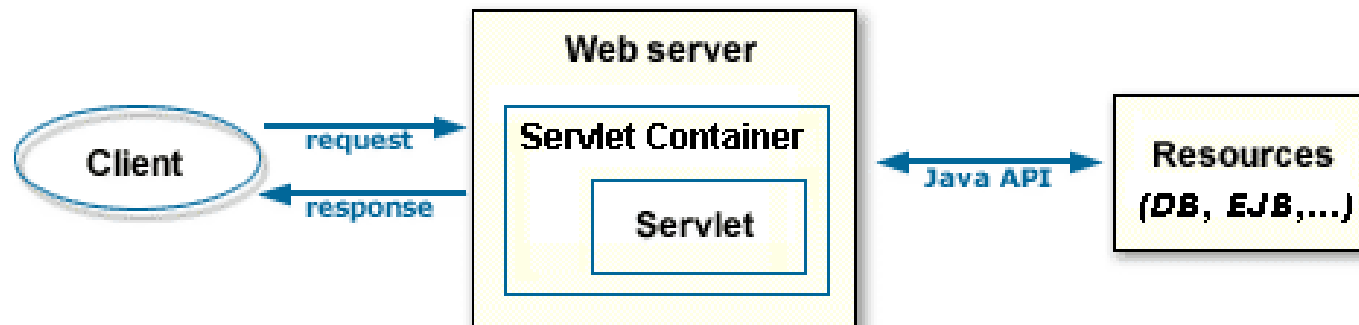 Web server
Servlet Container
Servlet
Client
request
response
Java API
Resources
(DB, EJB,...)